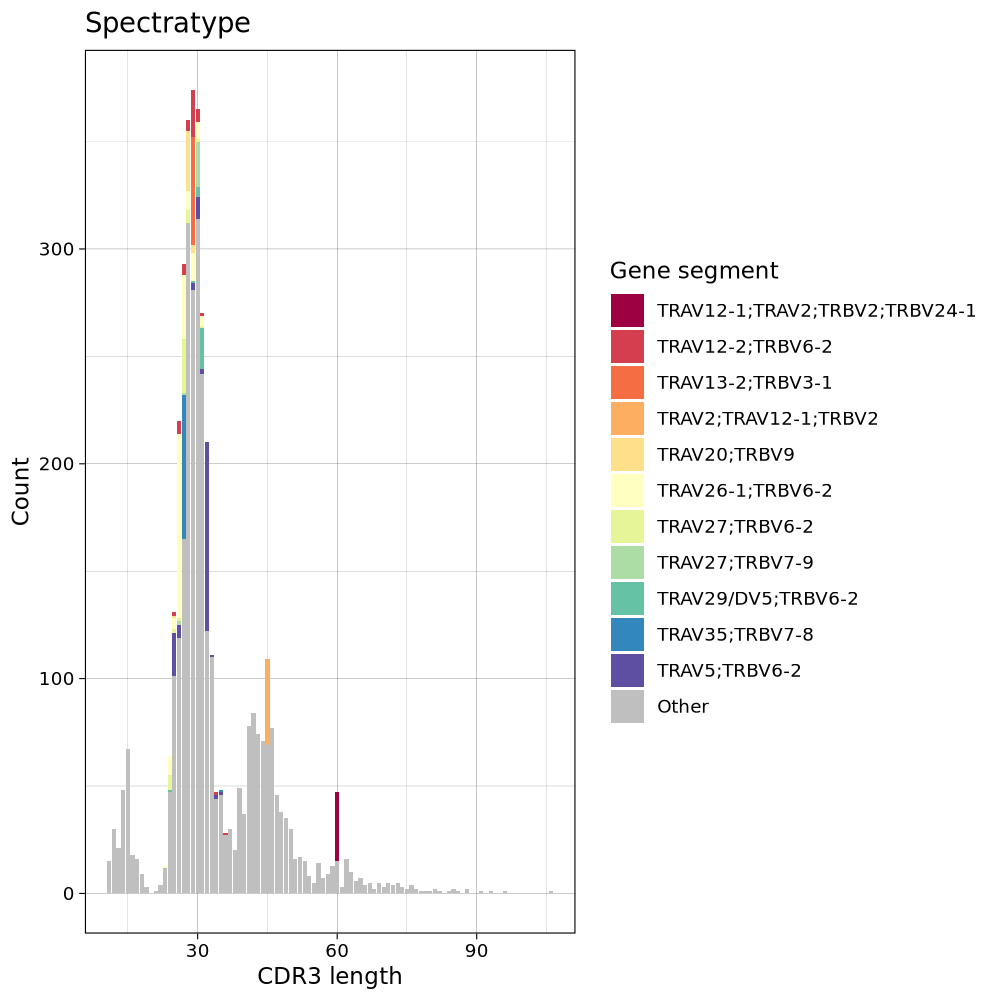 Spectratype
Count
300
200
100
0
30
60
90
CDR3 length
Gene segment
TRAV12-1;TRAV2;TRBV2;TRBV24-1
TRAV12-2;TRBV6-2
TRAV13-2;TRBV3-1
TRAV2;TRAV12-1;TRBV2
TRAV20;TRBV9
TRAV26-1;TRBV6-2
TRAV27;TRBV6-2
TRAV27;TRBV7-9
TRAV29/DV5;TRBV6-2
TRAV35;TRBV7-8
TRAV5;TRBV6-2
Other